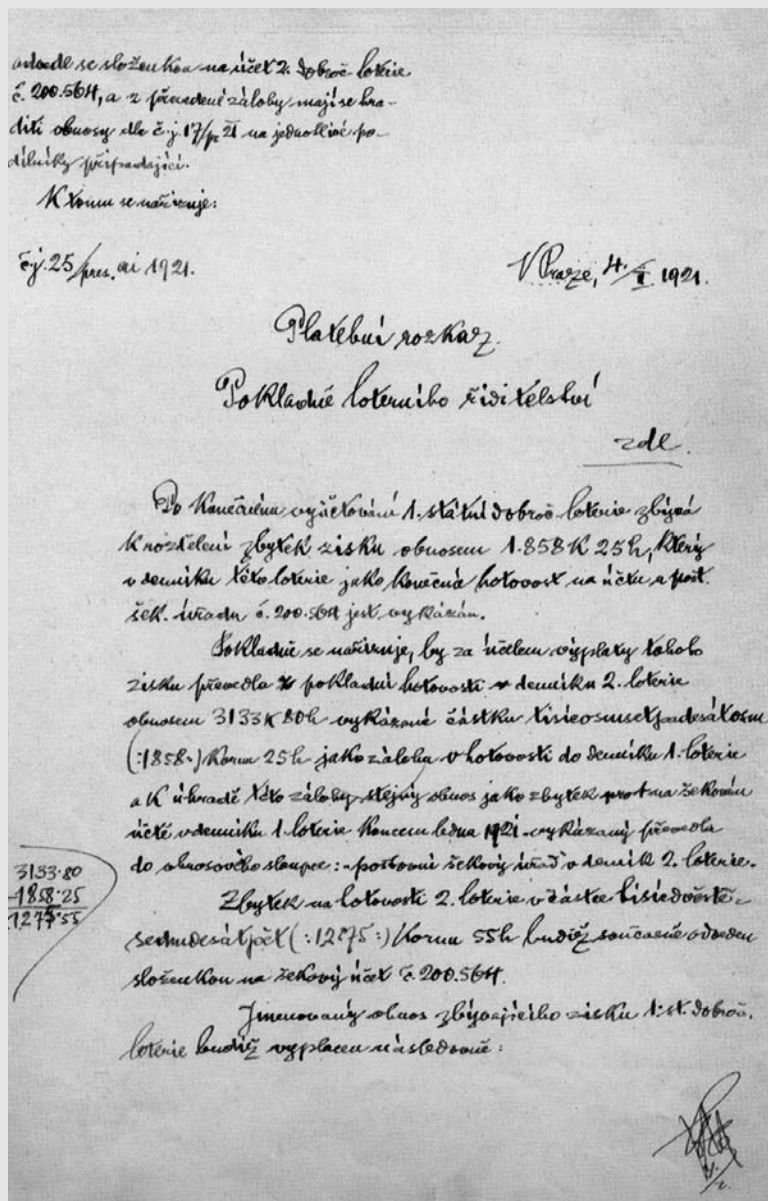 odvedl se složenkou na účet 2. dobroč. loterie
č. 200.564, a z převedené zálohy mají se hra-
diti obnosy dle č.j. 17/pr 21 na jednotlivé po-
dílníky připadající.
K tomu se nařizuje:
čj. 25/pres. ai 1921.
V Praze, 4./I. 1921.
Platební rozkaz.
Pokladně loterního ředitelství
zde.
Po konečném vyúčtování 1. státní dobroč. loterie zbývá
k rozdělení zbytek zisku obnosem 1.858 K 25 h, který
v denníku této loterie jako konečná hotovost na účtu u pošt.
šek. úřadu č. 200.564 jest vykázán.
Pokladně se nařizuje, by za účelem výplaty tohoto
zisku převedla z pokladní hotovosti v denníku 2. loterie
obnosem 3133 K 80 h vykázané částku tisícosmsetpadesátosm
(:1858:) Korun 25 h jako zálohu v hotovosti do denníku 1. loterie
a k úhradě této zálohy stejný obnos jako zbytek na šekovém
účtě v denníku 1. loterie koncem ledna 1921 vykázaný převedla
do obnosového sloupce: poštovní šekový úřad v denník 2. loterie.
3133.80
1858.25
1275.55
Zbytek na hotovosti 2. loterie v částce tisícdvěstě-
sedmdesátpět (:1275:) Korun 55 h budiž současně odveden
složenkou na šekový účet č. 200.564.
Jmenovaný obnos zbývajícího zisku 1. st. dobroč.
loterie budiž vyplacen následovně: